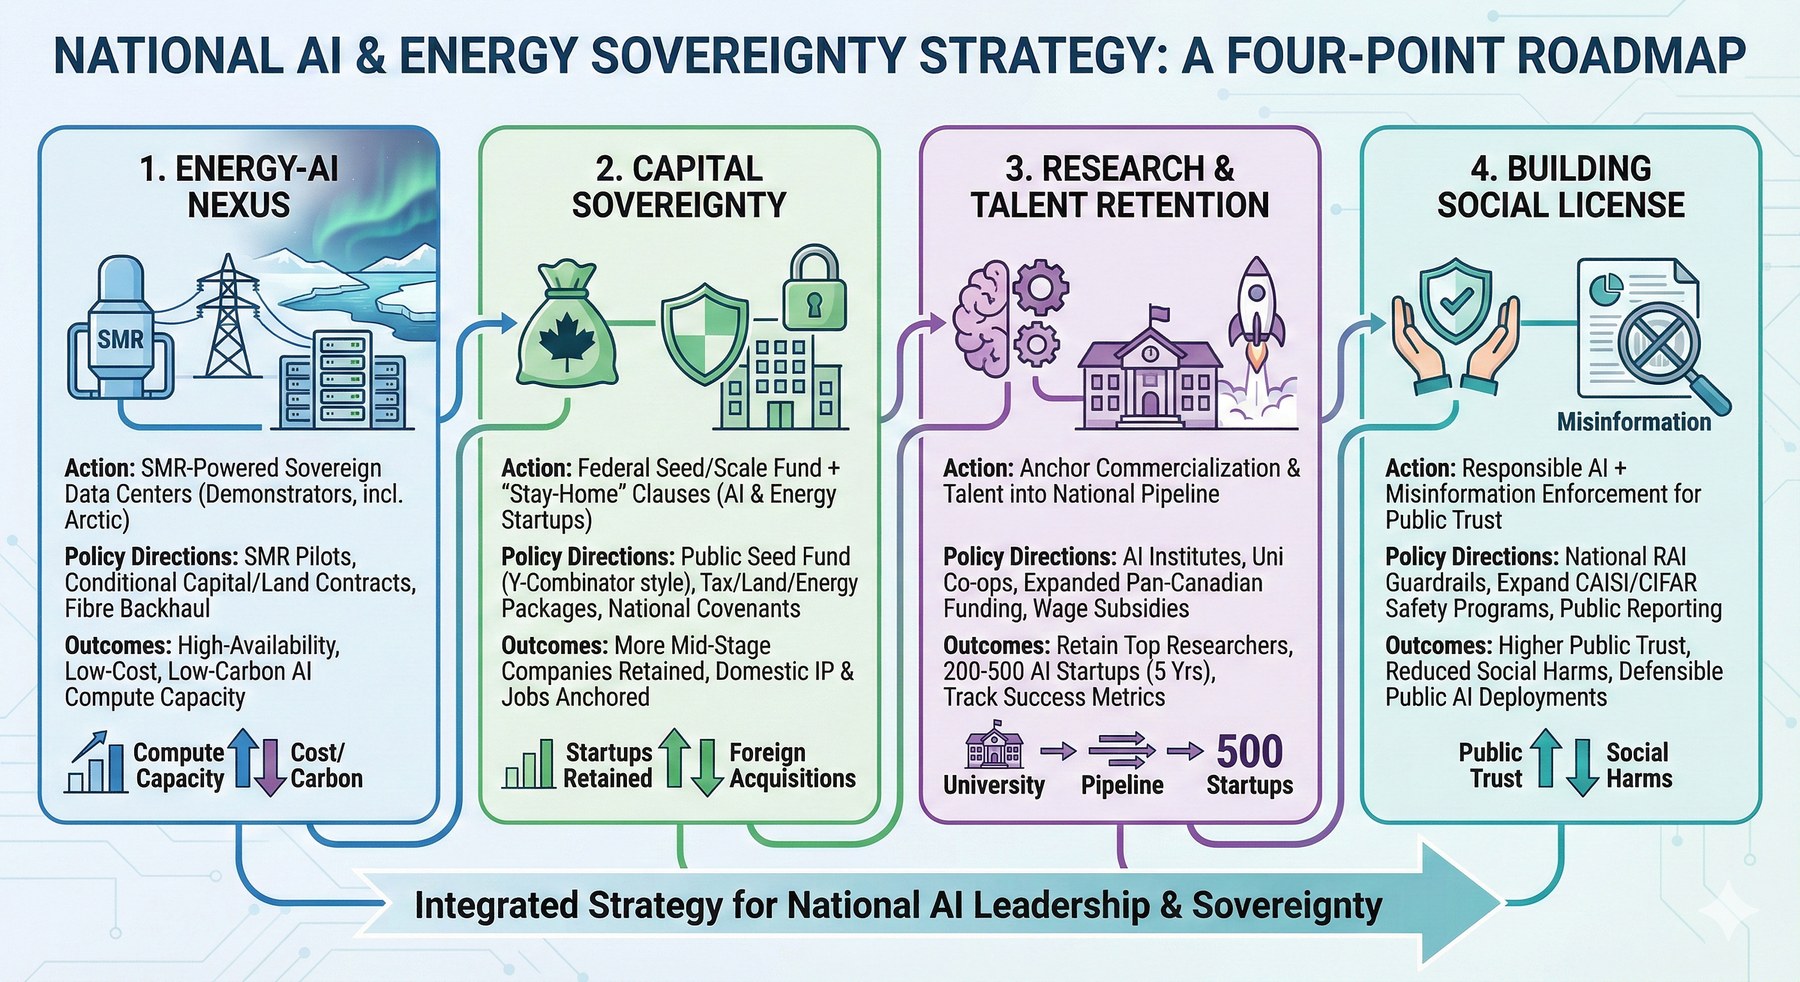 NATIONAL AI & ENERGY SOVEREIGNTY STRATEGY: A FOUR-POINT ROADMAP
1. ENERGY-AI
NEXUS
SMR
Action: SMR-Powered Sovereign
Data Centers (Demonstrators, incl.
Arctic)
Policy Directions: SMR Pilots,
Conditional Capital/Land Contracts,
Fibre Backhaul
Outcomes: High-Availability,
Low-Cost, Low-Carbon AI
Compute Capacity
Compute
Capacity
Cost/
Carbon
2. CAPITAL
SOVEREIGNTY
Action: Federal Seed/Scale Fund +
“Stay-Home” Clauses (AI & Energy
Startups)
Policy Directions: Public Seed Fund
(Y-Combinator style), Tax/Land/Energy
Packages, National Covenants
Outcomes: More Mid-Stage
Companies Retained, Domestic IP &
Jobs Anchored
Startups
Retained
Foreign
Acquisitions
3. RESEARCH &
TALENT RETENTION
Action: Anchor Commercialization &
Talent into National Pipeline
Policy Directions: AI Institutes, Uni
Co-ops, Expanded Pan-Canadian
Funding, Wage Subsidies
Outcomes: Retain Top Researchers,
200-500 AI Startups (5 Yrs),
Track Success Metrics
University
Pipeline
500
Startups
4. BUILDING
SOCIAL LICENSE
Misinformation
Action: Responsible AI +
Misinformation Enforcement for
Public Trust
Policy Directions: National RAI
Guardrails, Expand CAISI/CIFAR
Safety Programs, Public Reporting
Outcomes: Higher Public Trust,
Reduced Social Harms, Defensible
Public AI Deployments
Public
Trust
Social
Harms
Integrated Strategy for National AI Leadership & Sovereignty